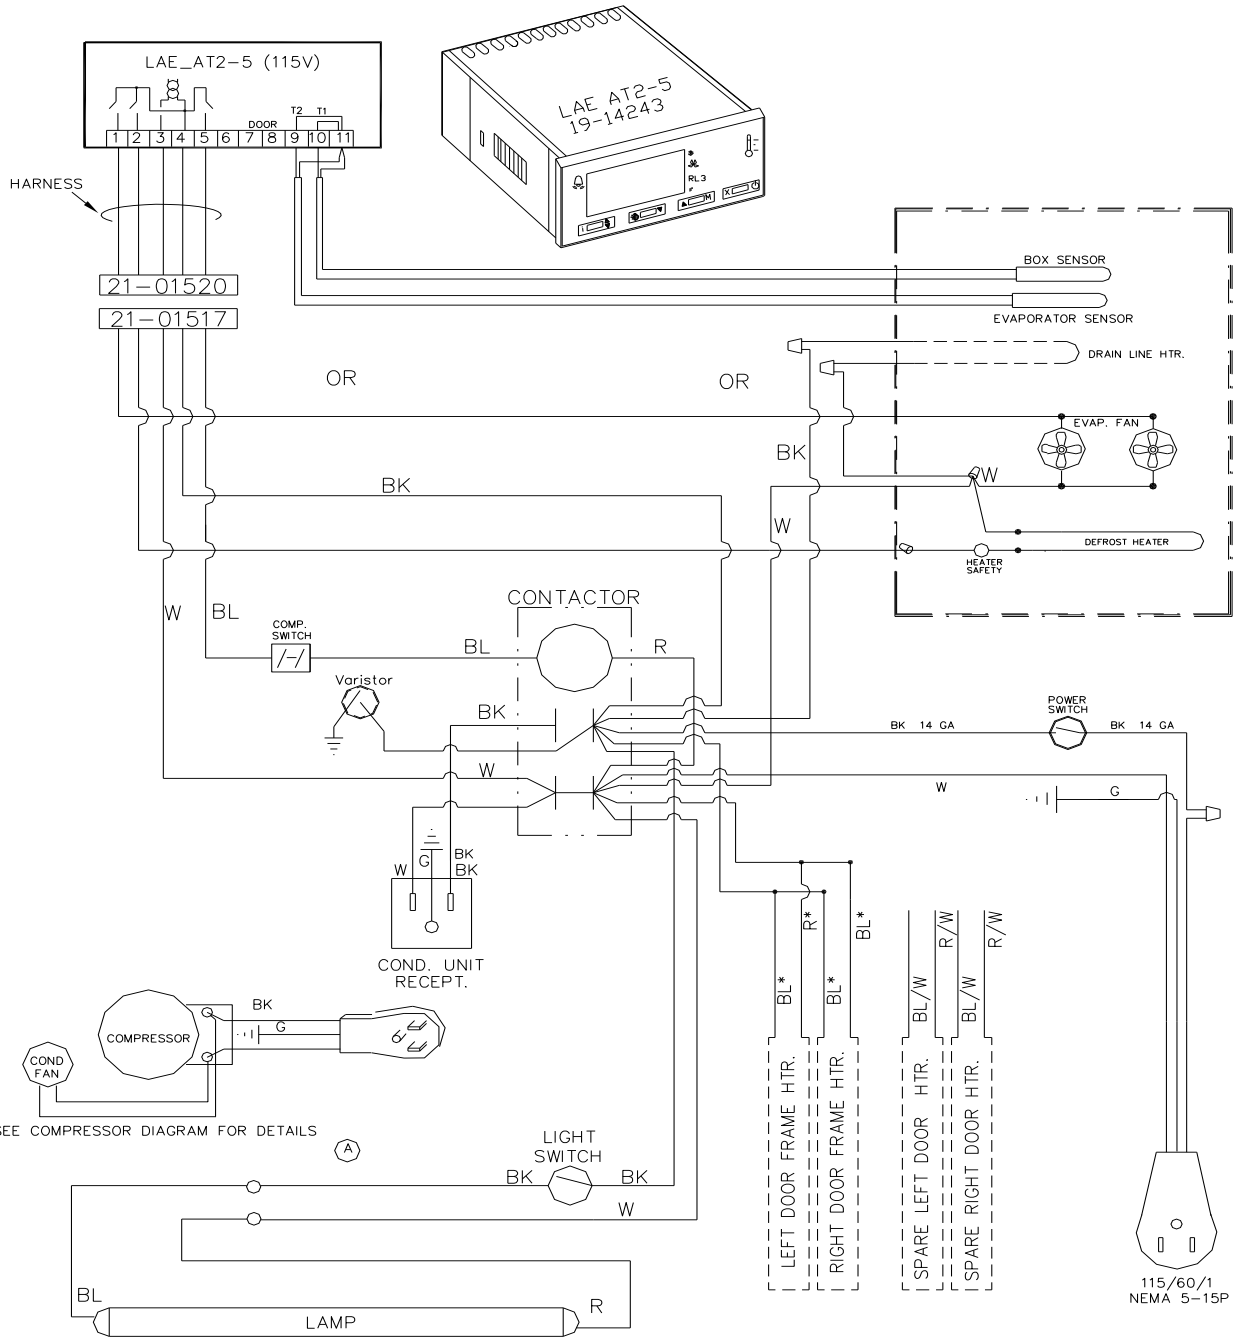 LAE_AT2-5 (115V)
T2 T1
DOOR
1 2 3 4 5 6 7 8 9 10 11
LAE AT2-5
19-14243
RL3
HARNESS
21-01520
21-01517
BOX SENSOR
EVAPORATOR SENSOR
DRAIN LINE HTR.
OR
OR
EVAP. FAN
BK
BK
W
W
DEFROST HEATER
HEATER
SAFETY
CONTACTOR
W
BL
COMP.
SWITCH
BL
R
Varistor
BK
W
POWER
SWITCH
BK 14 GA
BK 14 GA
W
G
W
G
BK
BK
COND. UNIT
RECEPT.
R*
BL*
BL*
BL*
R/W
R/W
BL/W
BL/W
BK
G
COMPRESSOR
COND
FAN
SEE COMPRESSOR DIAGRAM FOR DETAILS
A
LIGHT
SWITCH
BK
BK
W
BL
R
LAMP
LEFT DOOR FRAME HTR.
RIGHT DOOR FRAME HTR.
SPARE LEFT DOOR HTR.
SPARE RIGHT DOOR HTR.
115/60/1
NEMA 5-15P